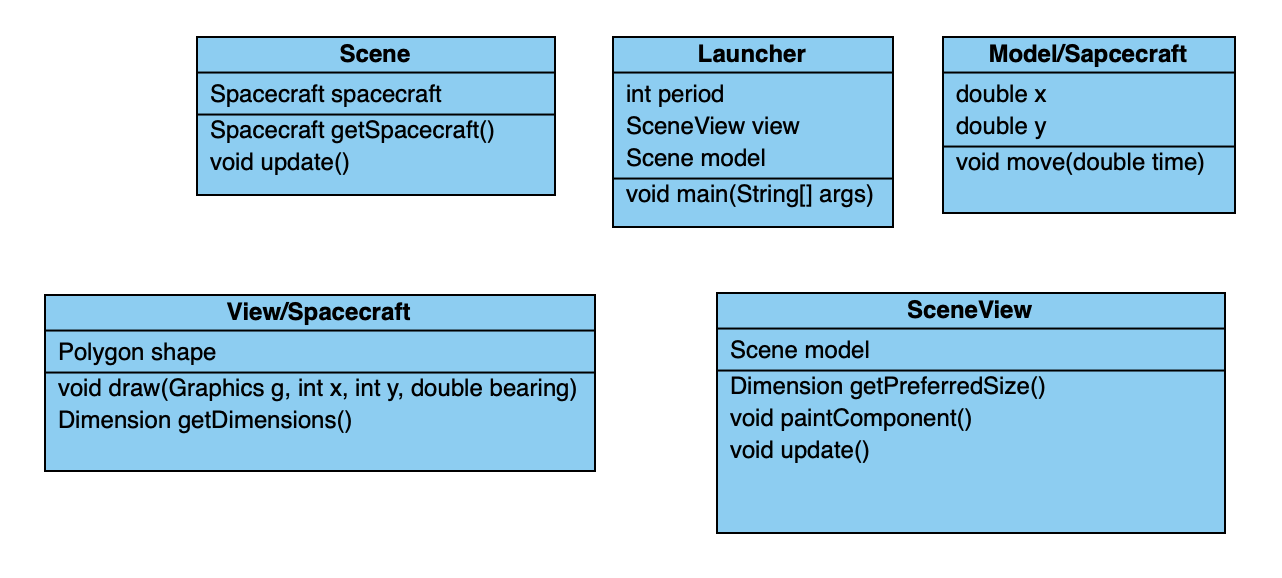 Scene
Spacecraft spacecraft
Spacecraft getSpacecraft()
void update()
Launcher
int period
SceneView view
Scene model
void main(String[] args)
Model/Sapcecraft
double x
double y
void move(double time)
View/Spacecraft
Polygon shape
void draw(Graphics g, int x, int y, double bearing)
Dimension getDimensions()
SceneView
Scene model
Dimension getPreferredSize()
void paintComponent()
void update()